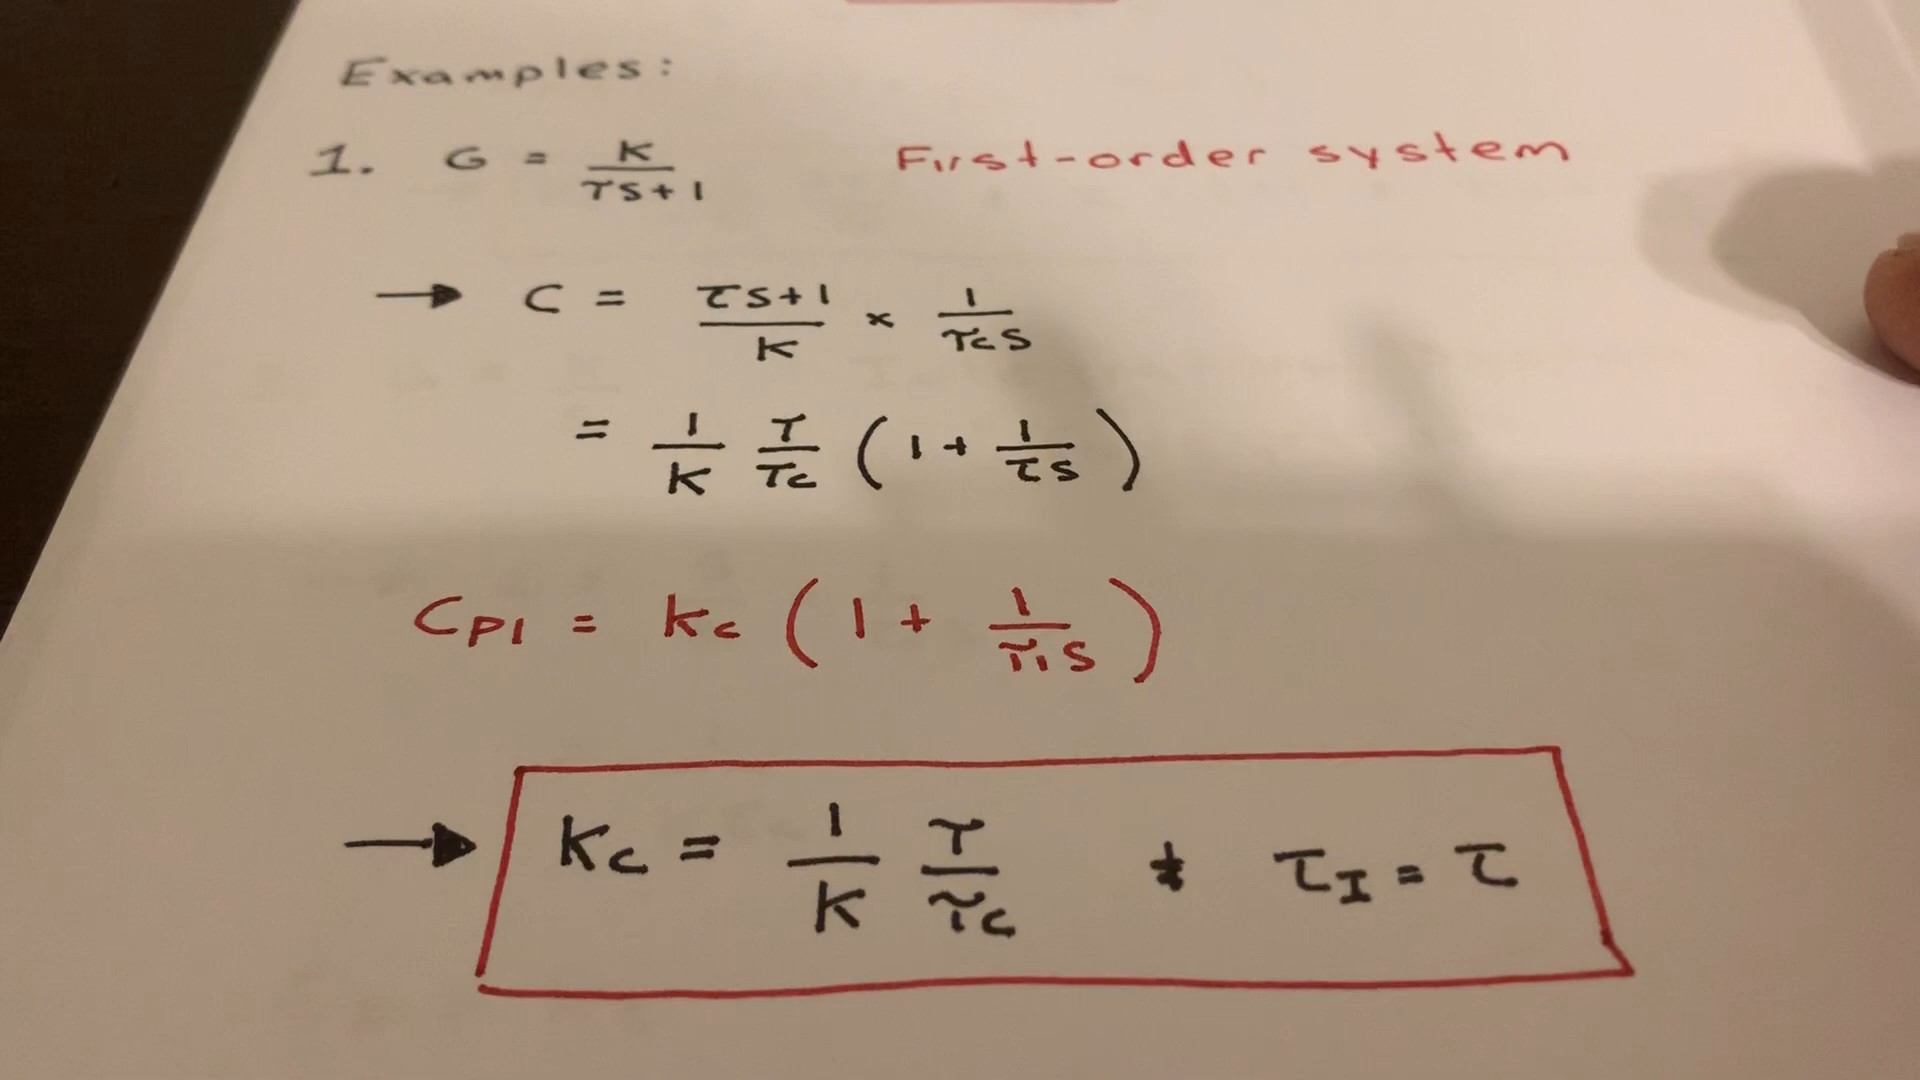 Examples:
1. G = K / τs+1 First-order system
→ C = τs+1 / K × 1 / τcs
= 1/K τ/τc (1 + 1/τs)
CPI = Kc (1 + 1/τIs)
→ Kc = 1/K τ/τc & τI = τ